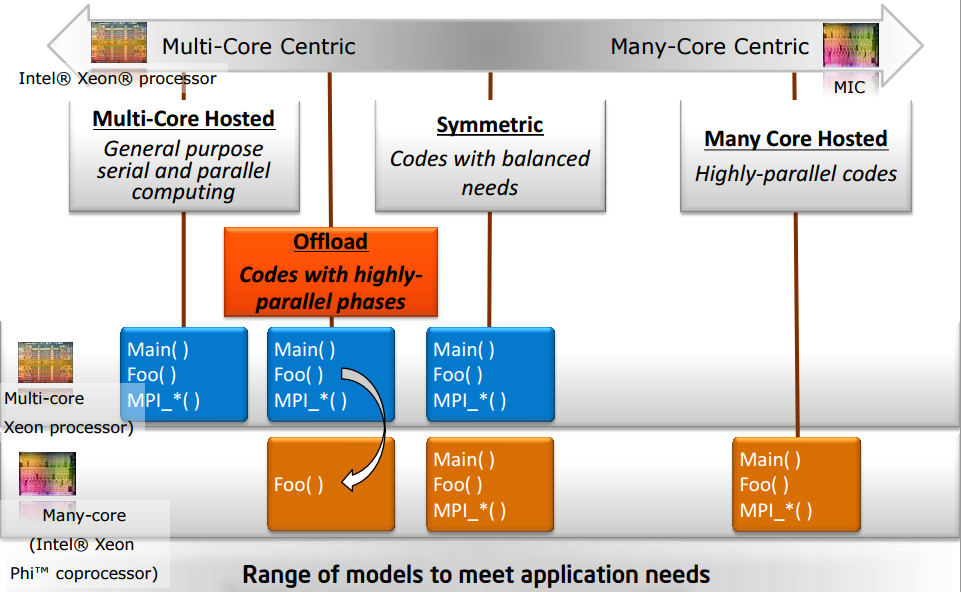 Multi-Core Centric
Many-Core Centric
Intel® Xeon® processor
MIC
Multi-Core Hosted
General purpose
serial and parallel
computing
Offload
Codes with highly-
parallel phases
Symmetric
Codes with balanced
needs
Many Core Hosted
Highly-parallel codes
Multi-core
Xeon processor)
Main( )
Foo( )
MPI_*( )
Main( )
Foo( )
MPI_*( )
Main( )
Foo( )
MPI_*( )
Many-core
(Intel® Xeon
Phi™ coprocessor)
Foo( )
Main( )
Foo( )
MPI_*( )
Main( )
Foo( )
MPI_*( )
Range of models to meet application needs